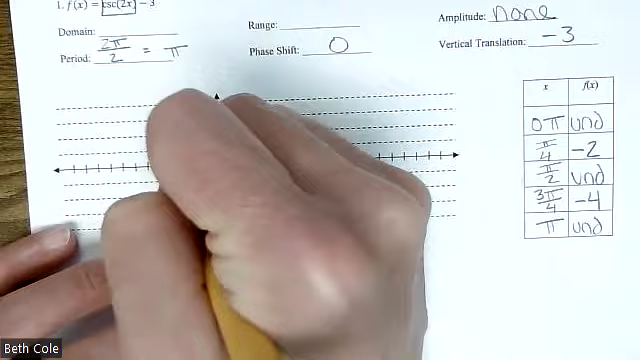 1. f(x) = csc(2x) − 3
Domain: Range: Amplitude: None
Period: 2π/2 = π Phase Shift: 0 Vertical Translation: −3
x f(x)
0π und
π/4 −2
π/2 und
3π/4 −4
π und
Beth Cole